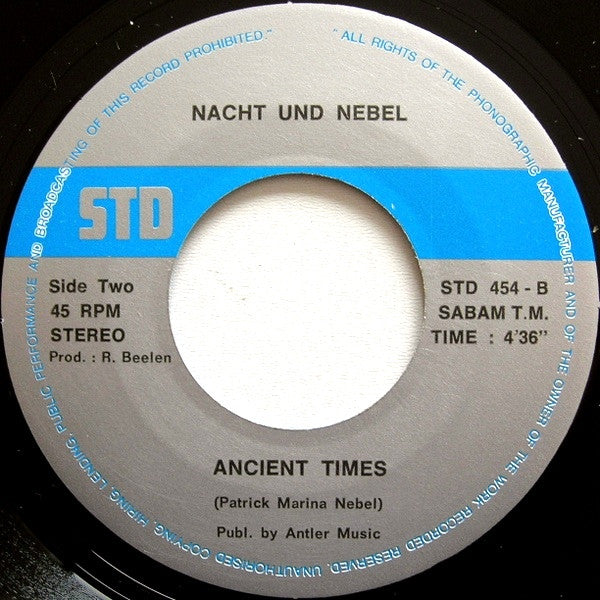 "ALL RIGHTS OF THE PHONOGRAPHIC MANUFACTURER AND OF THE OWNER OF THE WORK RECORDED RESERVED. UNAUTHORISED COPYING, HIRING, LENDING, PUBLIC PERFORMANCE AND BROADCASTING OF THIS RECORD PROHIBITED."
NACHT UND NEBEL
STD
Side Two
45 RPM
STEREO
Prod. : R. Beelen
STD 454 - B
SABAM T.M.
TIME : 4'36"
ANCIENT TIMES
(Patrick Marina Nebel)
Publ. by Antler Music